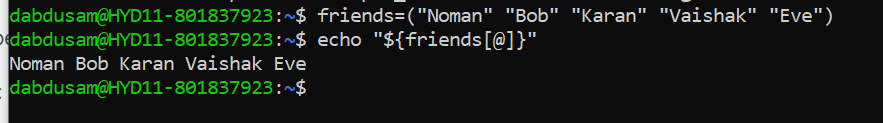 dabdusam@HYD11-801837923:~$ friends=("Noman" "Bob" "Karan" "Vaishak" "Eve")
dabdusam@HYD11-801837923:~$ echo "${friends[@]}"
Noman Bob Karan Vaishak Eve
dabdusam@HYD11-801837923:~$